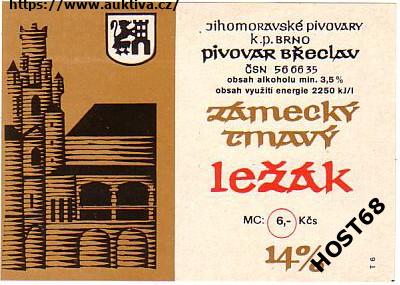 https://www.auktiva.cz/
Jihomoravské pivovary
k.p. Brno
pivovar Břeclav
ČSN 56 66 35
obsah alkoholu min. 3,5 %
obsah využití energie 2250 kJ/l
zámecký
tmavý
ležák
MC: 6,- Kčs
14%
T 6
HOST68